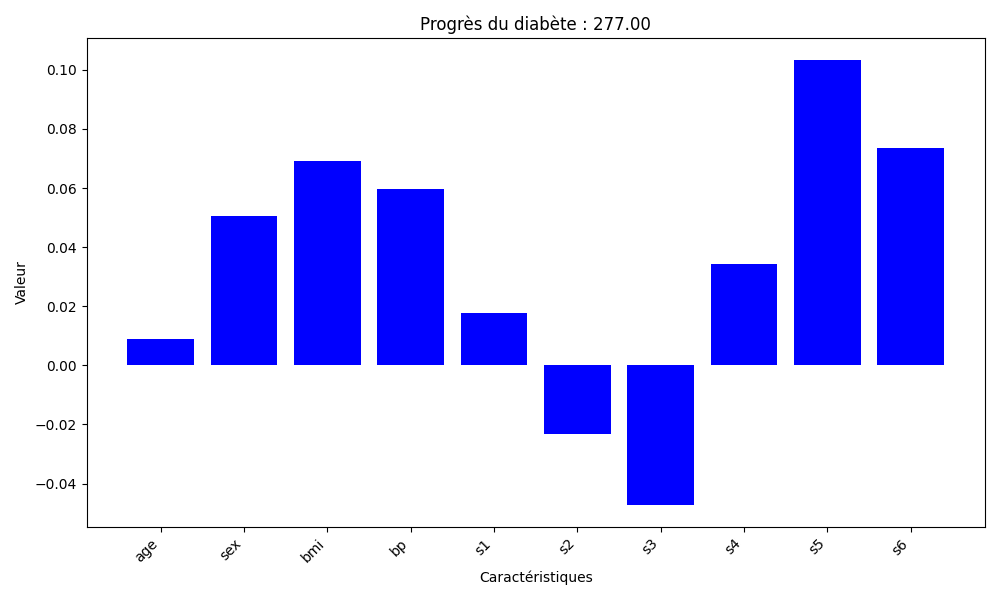 Progrès du diabète : 277.00
0.10
0.08
0.06
0.04
0.02
0.00
−0.02
−0.04
Valeur
age
sex
bmi
bp
s1
s2
s3
s4
s5
s6
Caractéristiques